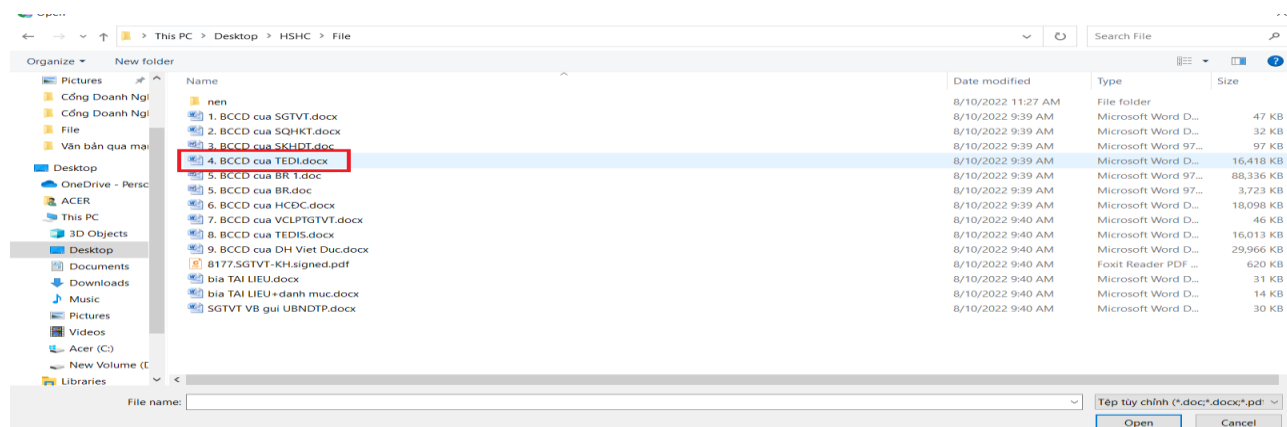 This PC > Desktop > HSHC > File
Search File
Organize New folder
Name Date modified Type Size
Pictures
Cổng Doanh Ngh
Cổng Doanh Ngh
File
Văn bản qua mạn
Desktop
OneDrive - Persc
ACER
This PC
3D Objects
Desktop
Documents
Downloads
Music
Pictures
Videos
Acer (C:)
New Volume (D
Libraries
nen 8/10/2022 11:27 AM File folder
1. BCCD cua SGTVT.docx 8/10/2022 9:39 AM Microsoft Word D... 47 KB
2. BCCD cua SQHKT.docx 8/10/2022 9:39 AM Microsoft Word D... 32 KB
3. BCCD cua SKHDT.doc 8/10/2022 9:39 AM Microsoft Word 97... 97 KB
4. BCCD cua TEDI.docx 8/10/2022 9:39 AM Microsoft Word D... 16,418 KB
5. BCCD cua BR 1.doc 8/10/2022 9:39 AM Microsoft Word 97... 88,336 KB
5. BCCD cua BR.doc 8/10/2022 9:39 AM Microsoft Word 97... 3,723 KB
6. BCCD cua HCĐC.docx 8/10/2022 9:39 AM Microsoft Word D... 18,098 KB
7. BCCD cua VCLPTGTVT.docx 8/10/2022 9:40 AM Microsoft Word D... 46 KB
8. BCCD cua TEDIS.docx 8/10/2022 9:40 AM Microsoft Word D... 16,013 KB
9. BCCD cua DH Viet Duc.docx 8/10/2022 9:40 AM Microsoft Word D... 29,966 KB
8177.SGTVT-KH.signed.pdf 8/10/2022 9:40 AM Foxit Reader PDF ... 620 KB
bia TAI LIEU.docx 8/10/2022 9:40 AM Microsoft Word D... 31 KB
bia TAI LIEU+danh muc.docx 8/10/2022 9:40 AM Microsoft Word D... 14 KB
SGTVT VB gui UBNDTP.docx 8/10/2022 9:40 AM Microsoft Word D... 30 KB
File name:
Tệp tùy chỉnh (*.doc;*.docx;*.pd
Open Cancel